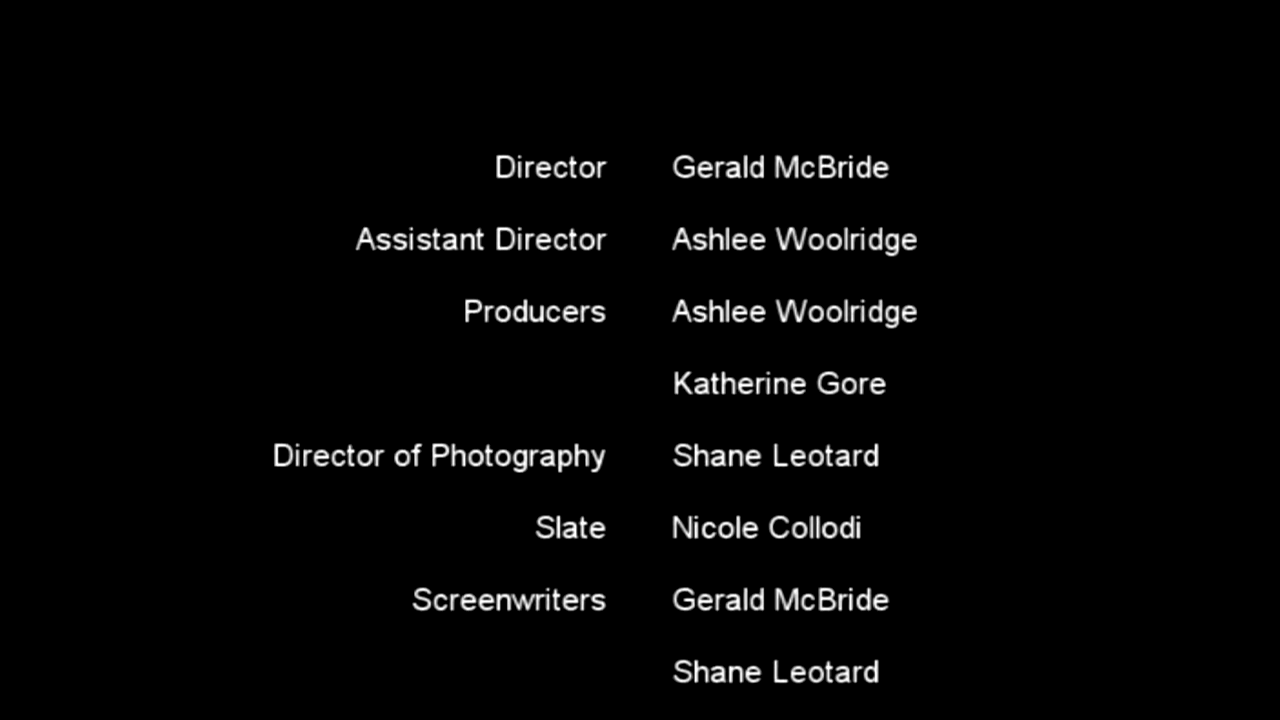 Director Gerald McBride
Assistant Director Ashlee Woolridge
Producers Ashlee Woolridge
Katherine Gore
Director of Photography Shane Leotard
Slate Nicole Collodi
Screenwriters Gerald McBride
Shane Leotard